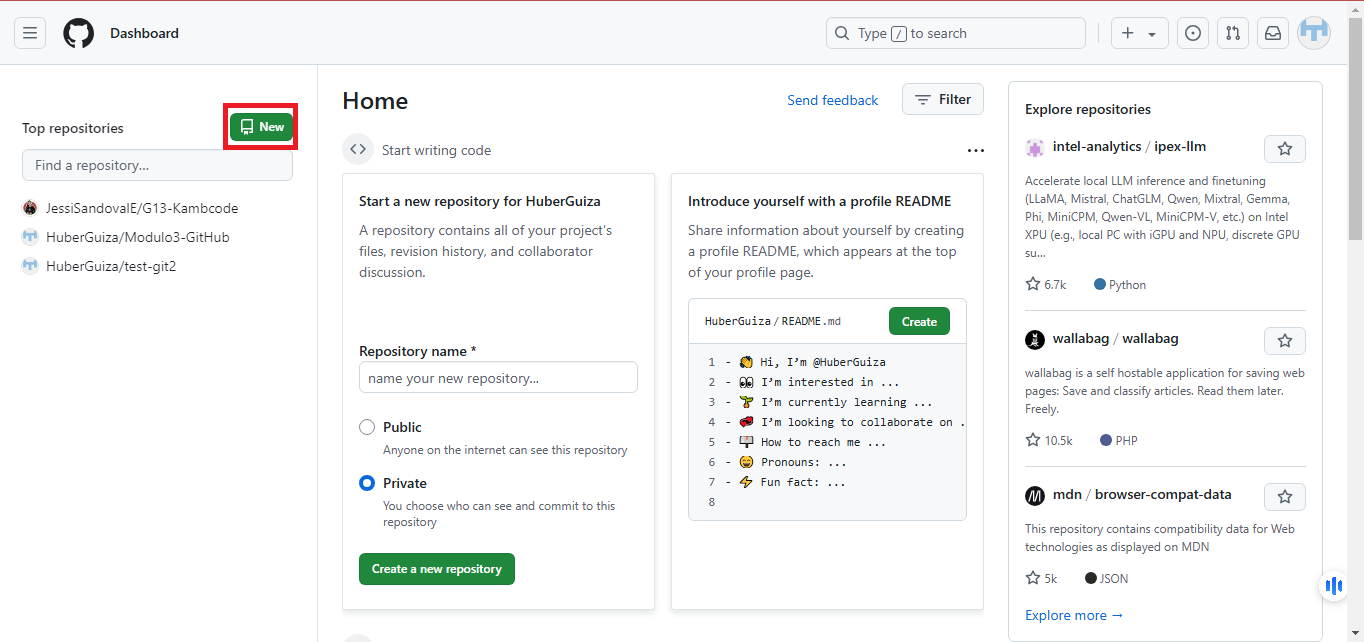 Dashboard
Type / to search
Top repositories
New
Find a repository...
JessiSandovalE/G13-Kambcode
HuberGuiza/Modulo3-GitHub
HuberGuiza/test-git2
Home
Send feedback
Filter
Start writing code
Start a new repository for HuberGuiza
A repository contains all of your project's
files, revision history, and collaborator
discussion.
Repository name *
name your new repository...
Public
Anyone on the internet can see this repository
Private
You choose who can see and commit to this
repository
Create a new repository
Introduce yourself with a profile README
Share information about yourself by creating
a profile README, which appears at the top
of your profile page.
HuberGuiza / README.md
Create
1 - 👋 Hi, I’m @HuberGuiza
2 - 👀 I’m interested in ...
3 - 🌱 I’m currently learning ...
4 - 💞️ I’m looking to collaborate on .
5 - 📫 How to reach me ...
6 - 😄 Pronouns: ...
7 - ⚡ Fun fact: ...
8
Explore repositories
intel-analytics / ipex-llm
Accelerate local LLM inference and finetuning
(LLaMA, Mistral, ChatGLM, Qwen, Mixtral, Gemma,
Phi, MiniCPM, Qwen-VL, MiniCPM-V, etc.) on Intel
XPU (e.g., local PC with iGPU and NPU, discrete GPU
su...
6.7k Python
wallabag / wallabag
wallabag is a self hostable application for saving web
pages: Save and classify articles. Read them later.
Freely.
10.5k PHP
mdn / browser-compat-data
This repository contains compatibility data for Web
technologies as displayed on MDN
5k JSON
Explore more →